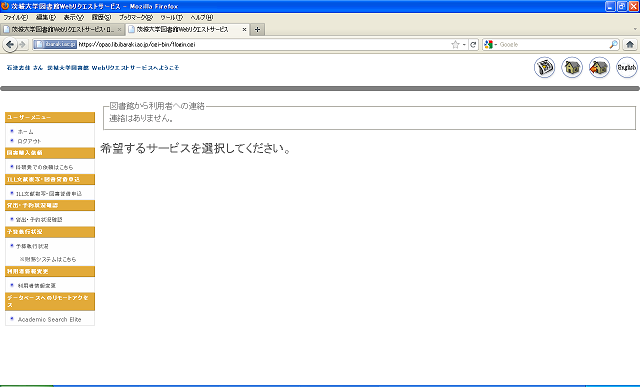 茨城大学図書館Webリクエストサービス - Mozilla Firefox
ファイル(F) 編集(E) 表示(V) 履歴(S) ブックマーク(B) ツール(T) ヘルプ(H)
茨城大学図書館Webリクエストサービス - ロ...
茨城大学図書館Webリクエストサービス
ibaraki.ac.jp https://opac.lib.ibaraki.ac.jp/cgi-bin/1login.cgi
Google
さん 茨城大学図書館 Webリクエストサービスへようこそ
English
ユーザーメニュー
ホーム
ログアウト
図書購入依頼
科研費での依頼はこちら
ILL文献複写・図書貸借申込
ILL文献複写・図書貸借申込
貸出・予約状況確認
貸出・予約状況確認
予算執行状況
予算執行状況
※財務システムはこちら
利用者情報変更
利用者情報変更
データベースへのリモートアクセ
ス
Academic Search Elite
図書館から利用者への連絡
連絡はありません。
希望するサービスを選択してください。